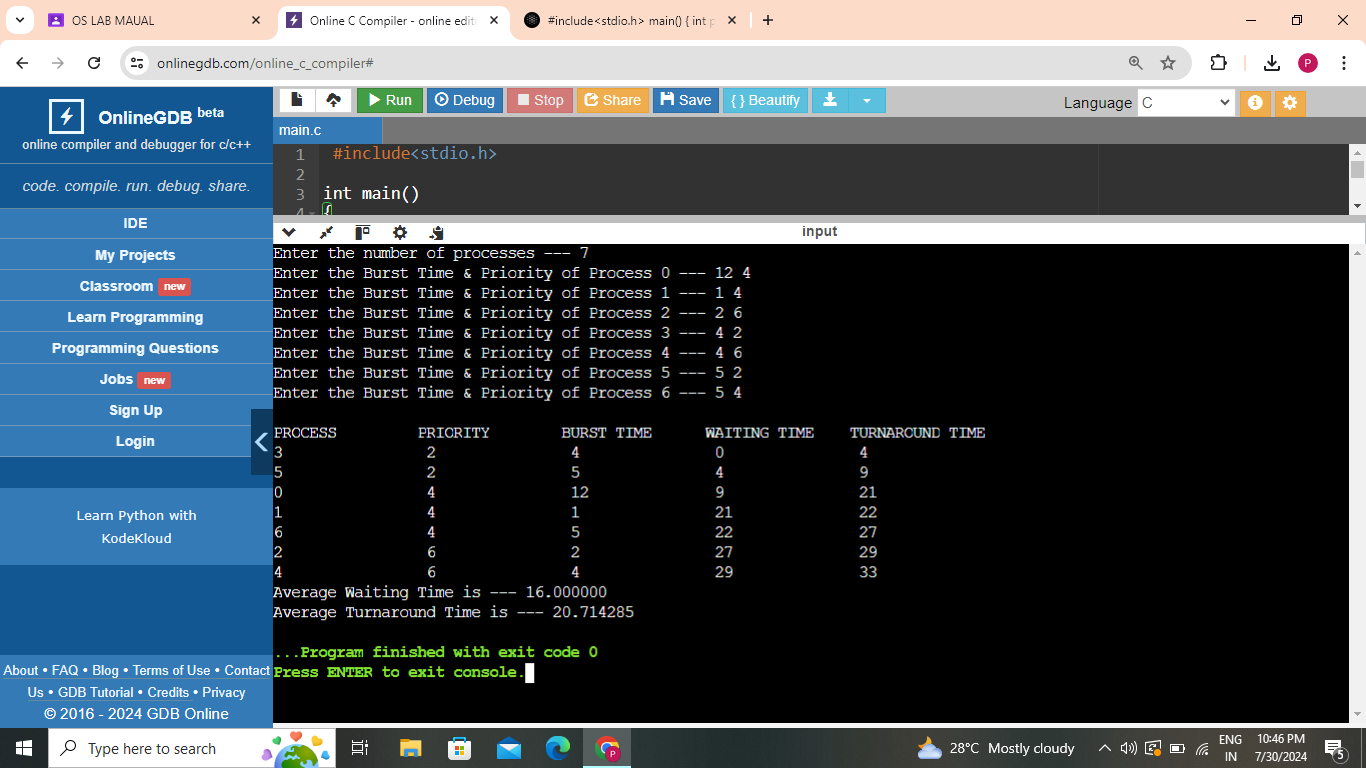 OS LAB MAUAL
Online C Compiler - online edit
#include<stdio.h> main() { int p
onlinegdb.com/online_c_compiler#
P
OnlineGDB beta
online compiler and debugger for c/c++
code. compile. run. debug. share.
IDE
My Projects
Classroom new
Learn Programming
Programming Questions
Jobs new
Sign Up
Login
Learn Python with
KodeKloud
About • FAQ • Blog • Terms of Use • Contact
Us • GDB Tutorial • Credits • Privacy
© 2016 - 2024 GDB Online
Run Debug Stop Share Save { } Beautify
Language C
main.c
1 #include<stdio.h>
2
3 int main()
4 {
input
Enter the number of processes --- 7
Enter the Burst Time & Priority of Process 0 --- 12 4
Enter the Burst Time & Priority of Process 1 --- 1 4
Enter the Burst Time & Priority of Process 2 --- 2 6
Enter the Burst Time & Priority of Process 3 --- 4 2
Enter the Burst Time & Priority of Process 4 --- 4 6
Enter the Burst Time & Priority of Process 5 --- 5 2
Enter the Burst Time & Priority of Process 6 --- 5 4
PROCESS PRIORITY BURST TIME WAITING TIME TURNAROUND TIME
3 2 4 0 4
5 2 5 4 9
0 4 12 9 21
1 4 1 21 22
6 4 5 22 27
2 6 2 27 29
4 6 4 29 33
Average Waiting Time is --- 16.000000
Average Turnaround Time is --- 20.714285
...Program finished with exit code 0
Press ENTER to exit console.
Type here to search
P
28°C Mostly cloudy
ENG
IN
10:46 PM
7/30/2024
5